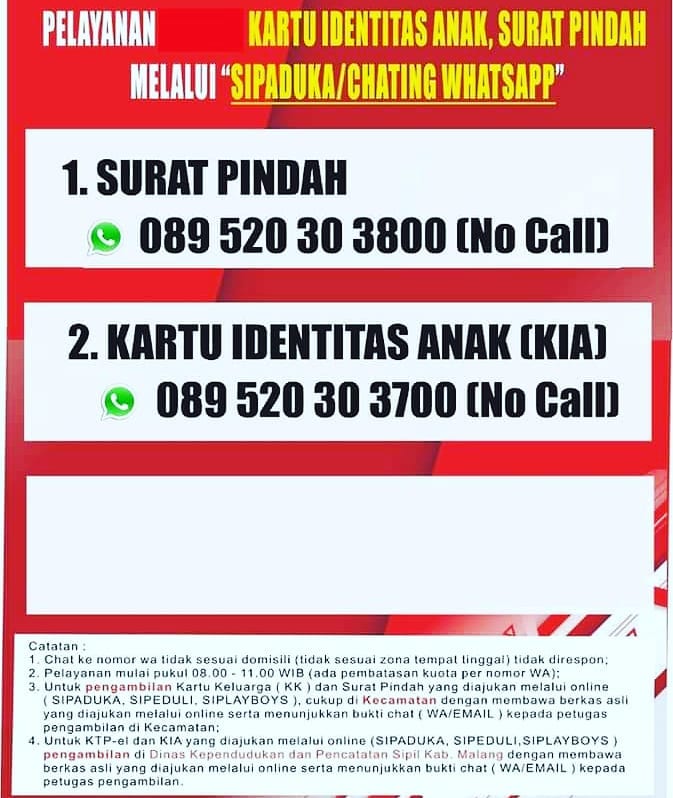 PELAYANAN KARTU IDENTITAS ANAK, SURAT PINDAH
MELALUI “SIPADUKA/CHATING WHATSAPP”
1. SURAT PINDAH
089 520 30 3800 (No Call)
2. KARTU IDENTITAS ANAK (KIA)
089 520 30 3700 (No Call)
Catatan :
1. Chat ke nomor wa tidak sesuai domisili (tidak sesuai zona tempat tinggal) tidak direspon;
2. Pelayanan mulai pukul 08.00 - 11.00 WIB (ada pembatasan kuota per nomor WA);
3. Untuk pengambilan Kartu Keluarga ( KK ) dan Surat Pindah yang diajukan melalui online
( SIPADUKA, SIPEDULI, SIPLAYBOYS ), cukup di Kecamatan dengan membawa berkas asli
yang diajukan melalui online serta menunjukkan bukti chat ( WA/EMAIL ) kepada petugas
pengambilan di Kecamatan;
4. Untuk KTP-el dan KIA yang diajukan melalui online (SIPADUKA, SIPEDULI,SIPLAYBOYS )
pengambilan di Dinas Kependudukan dan Pencatatan Sipil Kab. Malang dengan membawa
berkas asli yang diajukan melalui online serta menunjukkan bukti chat ( WA/EMAIL ) kepada
petugas pengambilan.